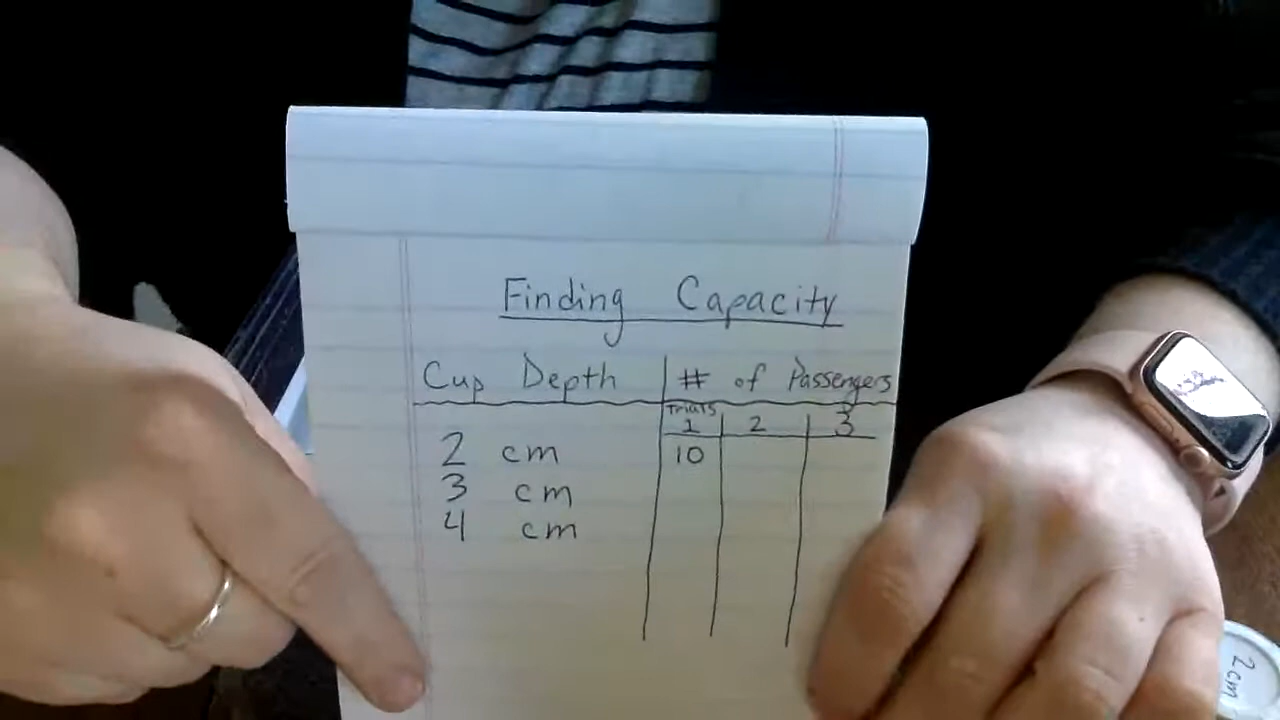 Finding Capacity
Cup Depth # of Passengers
Trials
1 2 3
2 cm 10
3 cm
4 cm
2cm